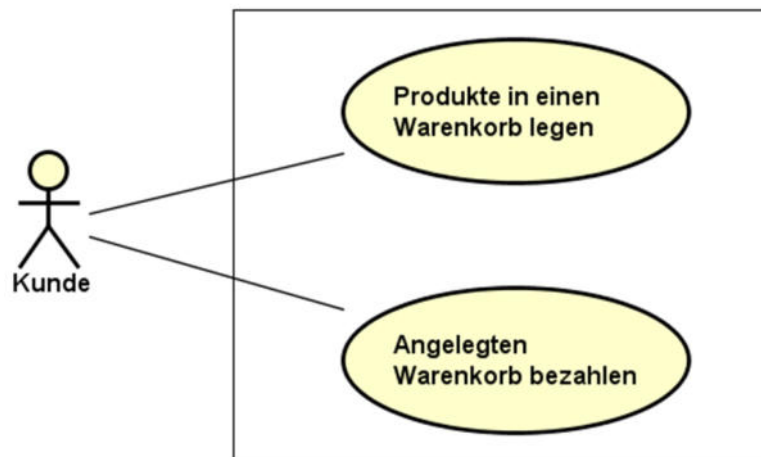 Produkte in einen
Warenkorb legen
Kunde
Angelegten
Warenkorb bezahlen